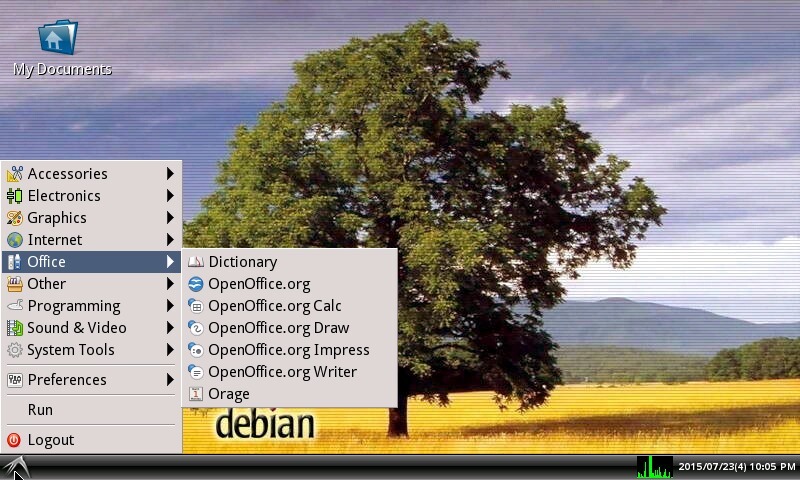 My Documents
Accessories
Electronics
Graphics
Internet
Office
Other
Programming
Sound & Video
System Tools
Preferences
Run
Logout
Dictionary
OpenOffice.org
OpenOffice.org Calc
OpenOffice.org Draw
OpenOffice.org Impress
OpenOffice.org Writer
Orage
debian
2015/07/23(4) 10:05 PM